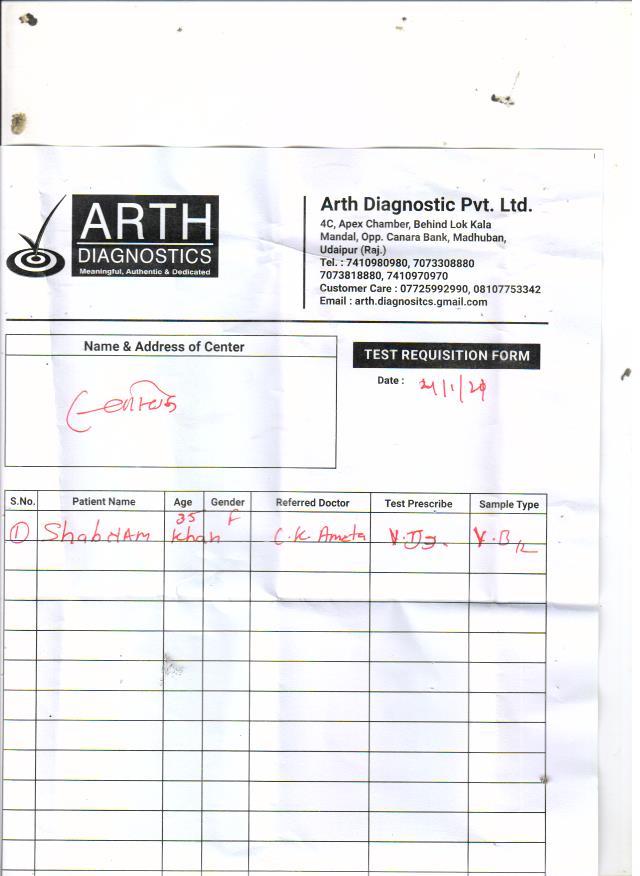 ARTH
DIAGNOSTICS
Meaningful, Authentic & Dedicated
Arth Diagnostic Pvt. Ltd.
4C, Apex Chamber, Behind Lok Kala
Mandal, Opp. Canara Bank, Madhuban,
Udaipur (Raj.)
Tel. : 7410980980, 7073308880
7073818880, 7410970970
Customer Care : 07725992990, 08107753342
Email : arth.diagnositcs.gmail.com
Name & Address of Center
TEST REQUISITION FORM
Date :
S.No. Patient Name Age Gender Referred Doctor Test Prescribe Sample Type
35 F
1 ShabNAM Khan C.K. Ameta V.D3. V.B12